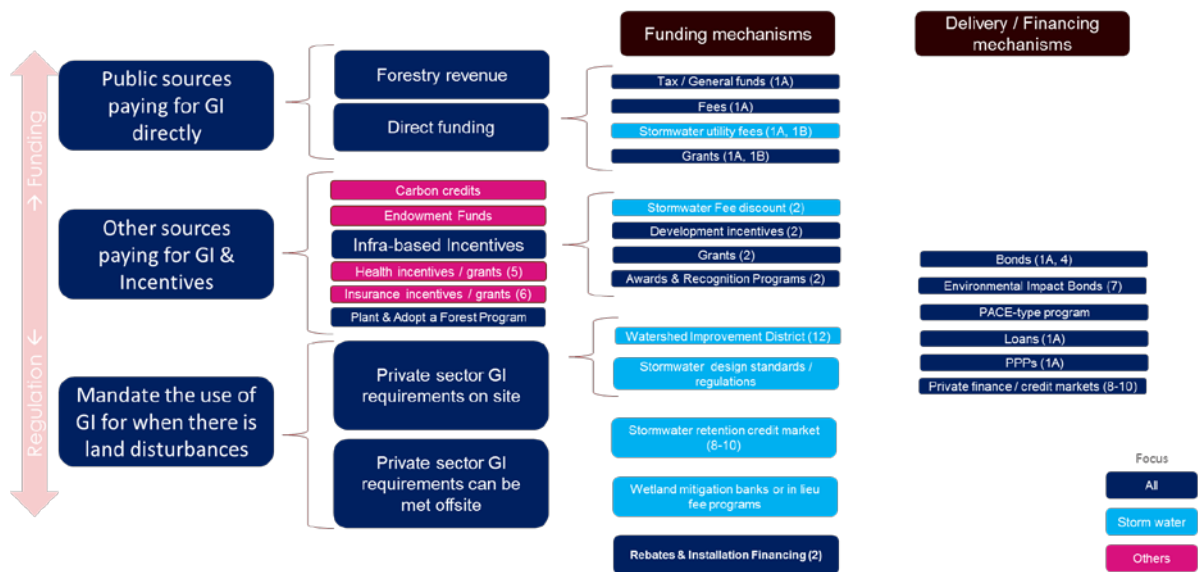 Funding mechanisms
Delivery / Financing
mechanisms
↑ Funding
Regulation ↓
Public sources
paying for GI
directly
Forestry revenue
Direct funding
Tax / General funds (1A)
Fees (1A)
Stormwater utility fees (1A, 1B)
Grants (1A, 1B)
Other sources
paying for GI &
Incentives
Carbon credits
Endowment Funds
Infra-based Incentives
Health incentives / grants (5)
Insurance incentives / grants (6)
Plant & Adopt a Forest Program
Stormwater Fee discount (2)
Development incentives (2)
Grants (2)
Awards & Recognition Programs (2)
Bonds (1A, 4)
Environmental Impact Bonds (7)
PACE-type program
Loans (1A)
PPPs (1A)
Private finance / credit markets (8-10)
Mandate the use of
GI for when there is
land disturbances
Private sector GI
requirements on site
Private sector GI
requirements can be
met offsite
Watershed Improvement District (12)
Stormwater design standards /
regulations
Stormwater retention credit market
(8-10)
Wetland mitigation banks or in lieu
fee programs
Rebates & Installation Financing (2)
Focus
All
Storm water
Others